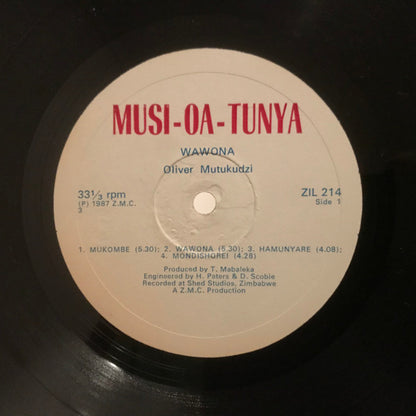 MUSI-OA-TUNYA
WAWONA
Oliver Mutukudzi
33⅓ rpm ZIL 214
(P) 1987 Z.M.C. Side 1
3
1. MUKOMBE (5.30); 2. WAWONA (5.30); 3. HAMUNYARE (4.08);
4. MONDISHOREI (4.28)
Produced by T. Mabaleka
Engineered by H. Peters & D. Scobie
Recorded at Shed Studios, Zimbabwe
A Z.M.C. Production